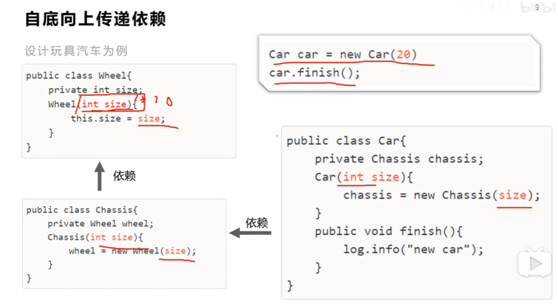 自底向上传递依赖
设计玩具汽车为例
public class Wheel{
private int size;
Wheel(int size){
this.size = size;
}
}
依赖
public class Chassis{
private Wheel wheel;
Chassis(int size){
wheel = new Wheel(size);
}
}
依赖
Car car = new Car(20)
car.finish();
public class Car{
private Chassis chassis;
Car(int size){
chassis = new Chassis(size);
}
public void finish(){
log.info("new car");
}
}